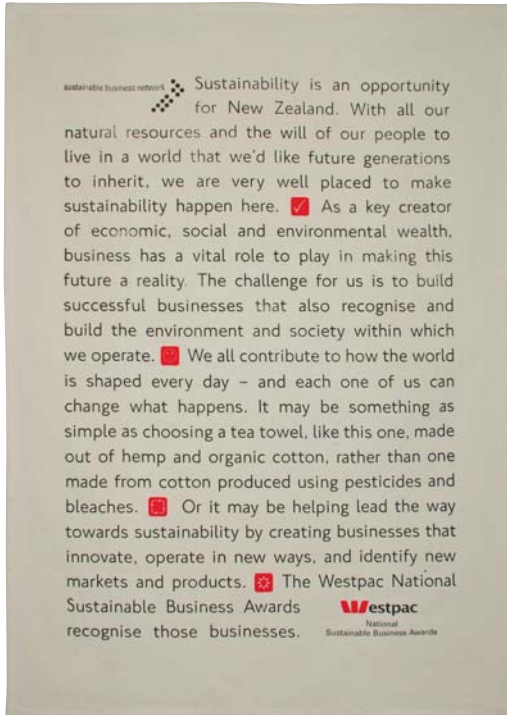 sustainable business network
Sustainability is an opportunity
for New Zealand. With all our
natural resources and the will of our people to
live in a world that we'd like future generations
to inherit, we are very well placed to make
sustainability happen here. As a key creator
of economic, social and environmental wealth,
business has a vital role to play in making this
future a reality. The challenge for us is to build
successful businesses that also recognise and
build the environment and society within which
we operate. We all contribute to how the world
is shaped every day – and each one of us can
change what happens. It may be something as
simple as choosing a tea towel, like this one, made
out of hemp and organic cotton, rather than one
made from cotton produced using pesticides and
bleaches. Or it may be helping lead the way
towards sustainability by creating businesses that
innovate, operate in new ways, and identify new
markets and products. The Westpac National
Sustainable Business Awards
recognise those businesses.
Westpac
National
Sustainable Business Awards